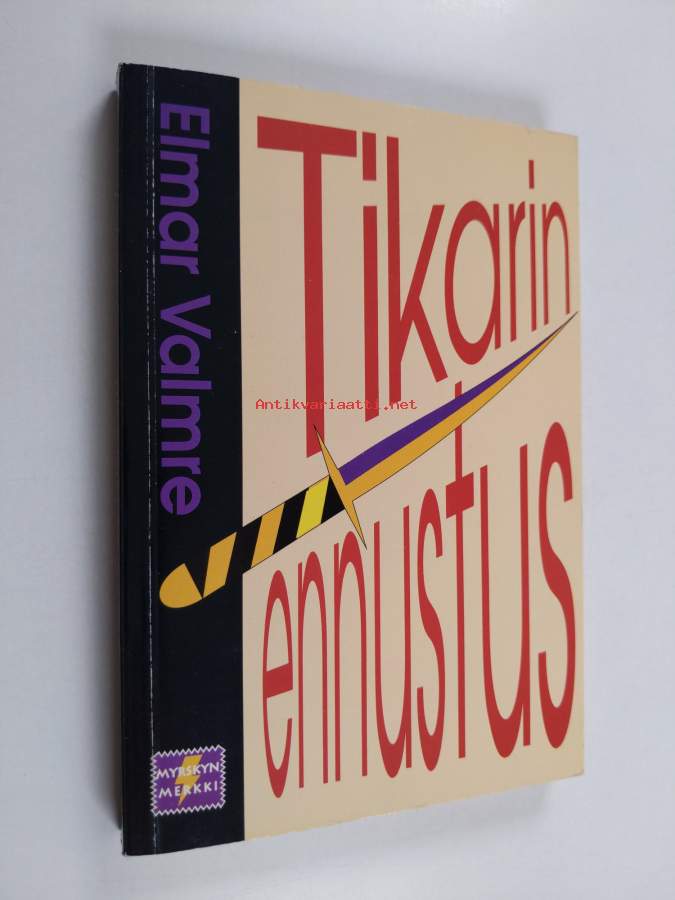 Elmar Valmre
Tikarin
ennustus
Antikvariaatti.net
MYRSKYN
MERKKI